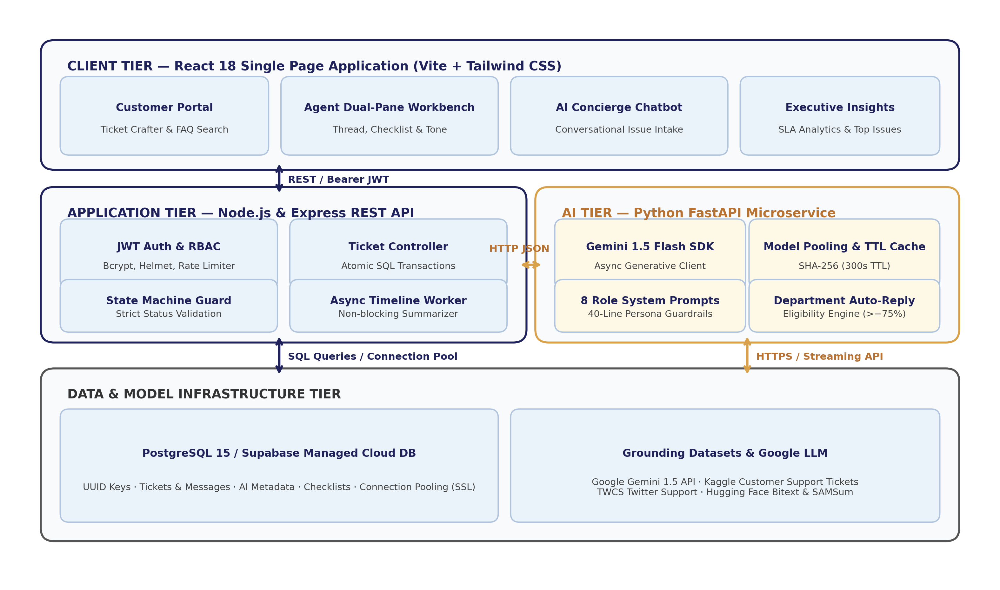 CLIENT TIER — React 18 Single Page Application (Vite + Tailwind CSS)
Customer Portal
Ticket Crafter & FAQ Search
Agent Dual-Pane Workbench
Thread, Checklist & Tone
AI Concierge Chatbot
Conversational Issue Intake
Executive Insights
SLA Analytics & Top Issues
REST / Bearer JWT
APPLICATION TIER — Node.js & Express REST API
JWT Auth & RBAC
Bcrypt, Helmet, Rate Limiter
Ticket Controller
Atomic SQL Transactions
State Machine Guard
Strict Status Validation
Async Timeline Worker
Non-blocking Summarizer
HTTP JSON
AI TIER — Python FastAPI Microservice
Gemini 1.5 Flash SDK
Async Generative Client
Model Pooling & TTL Cache
SHA-256 (300s TTL)
8 Role System Prompts
40-Line Persona Guardrails
Department Auto-Reply
Eligibility Engine (>=75%)
SQL Queries / Connection Pool
HTTPS / Streaming API
DATA & MODEL INFRASTRUCTURE TIER
PostgreSQL 15 / Supabase Managed Cloud DB
UUID Keys · Tickets & Messages · AI Metadata · Checklists · Connection Pooling (SSL)
Grounding Datasets & Google LLM
Google Gemini 1.5 API · Kaggle Customer Support Tickets
TWCS Twitter Support · Hugging Face Bitext & SAMSum